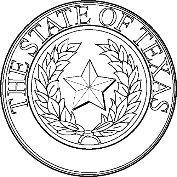 THE STATE OF TEXAS